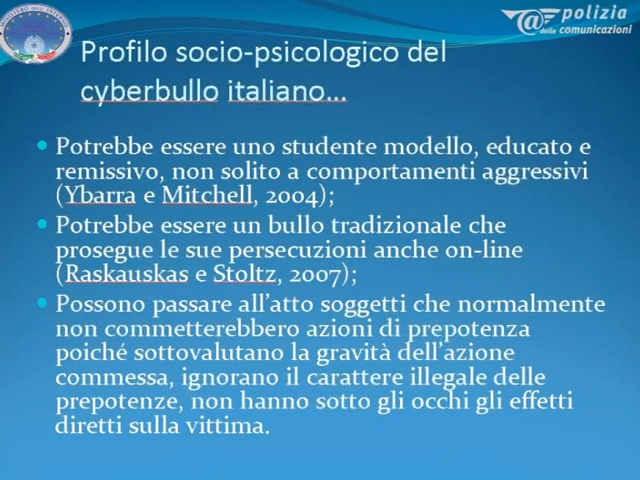 MINISTERO DELL'INTERNO
polizia
delle comunicazioni
Profilo socio-psicologico del
cyberbullo italiano...
Potrebbe essere uno studente modello, educato e
remissivo, non solito a comportamenti aggressivi
(Ybarra e Mitchell, 2004);
Potrebbe essere un bullo tradizionale che
prosegue le sue persecuzioni anche on-line
(Raskauskas e Stoltz, 2007);
Possono passare all'atto soggetti che normalmente
non commetterebbero azioni di prepotenza
poiché sottovalutano la gravità dell'azione
commessa, ignorano il carattere illegale delle
prepotenze, non hanno sotto gli occhi gli effetti
diretti sulla vittima.